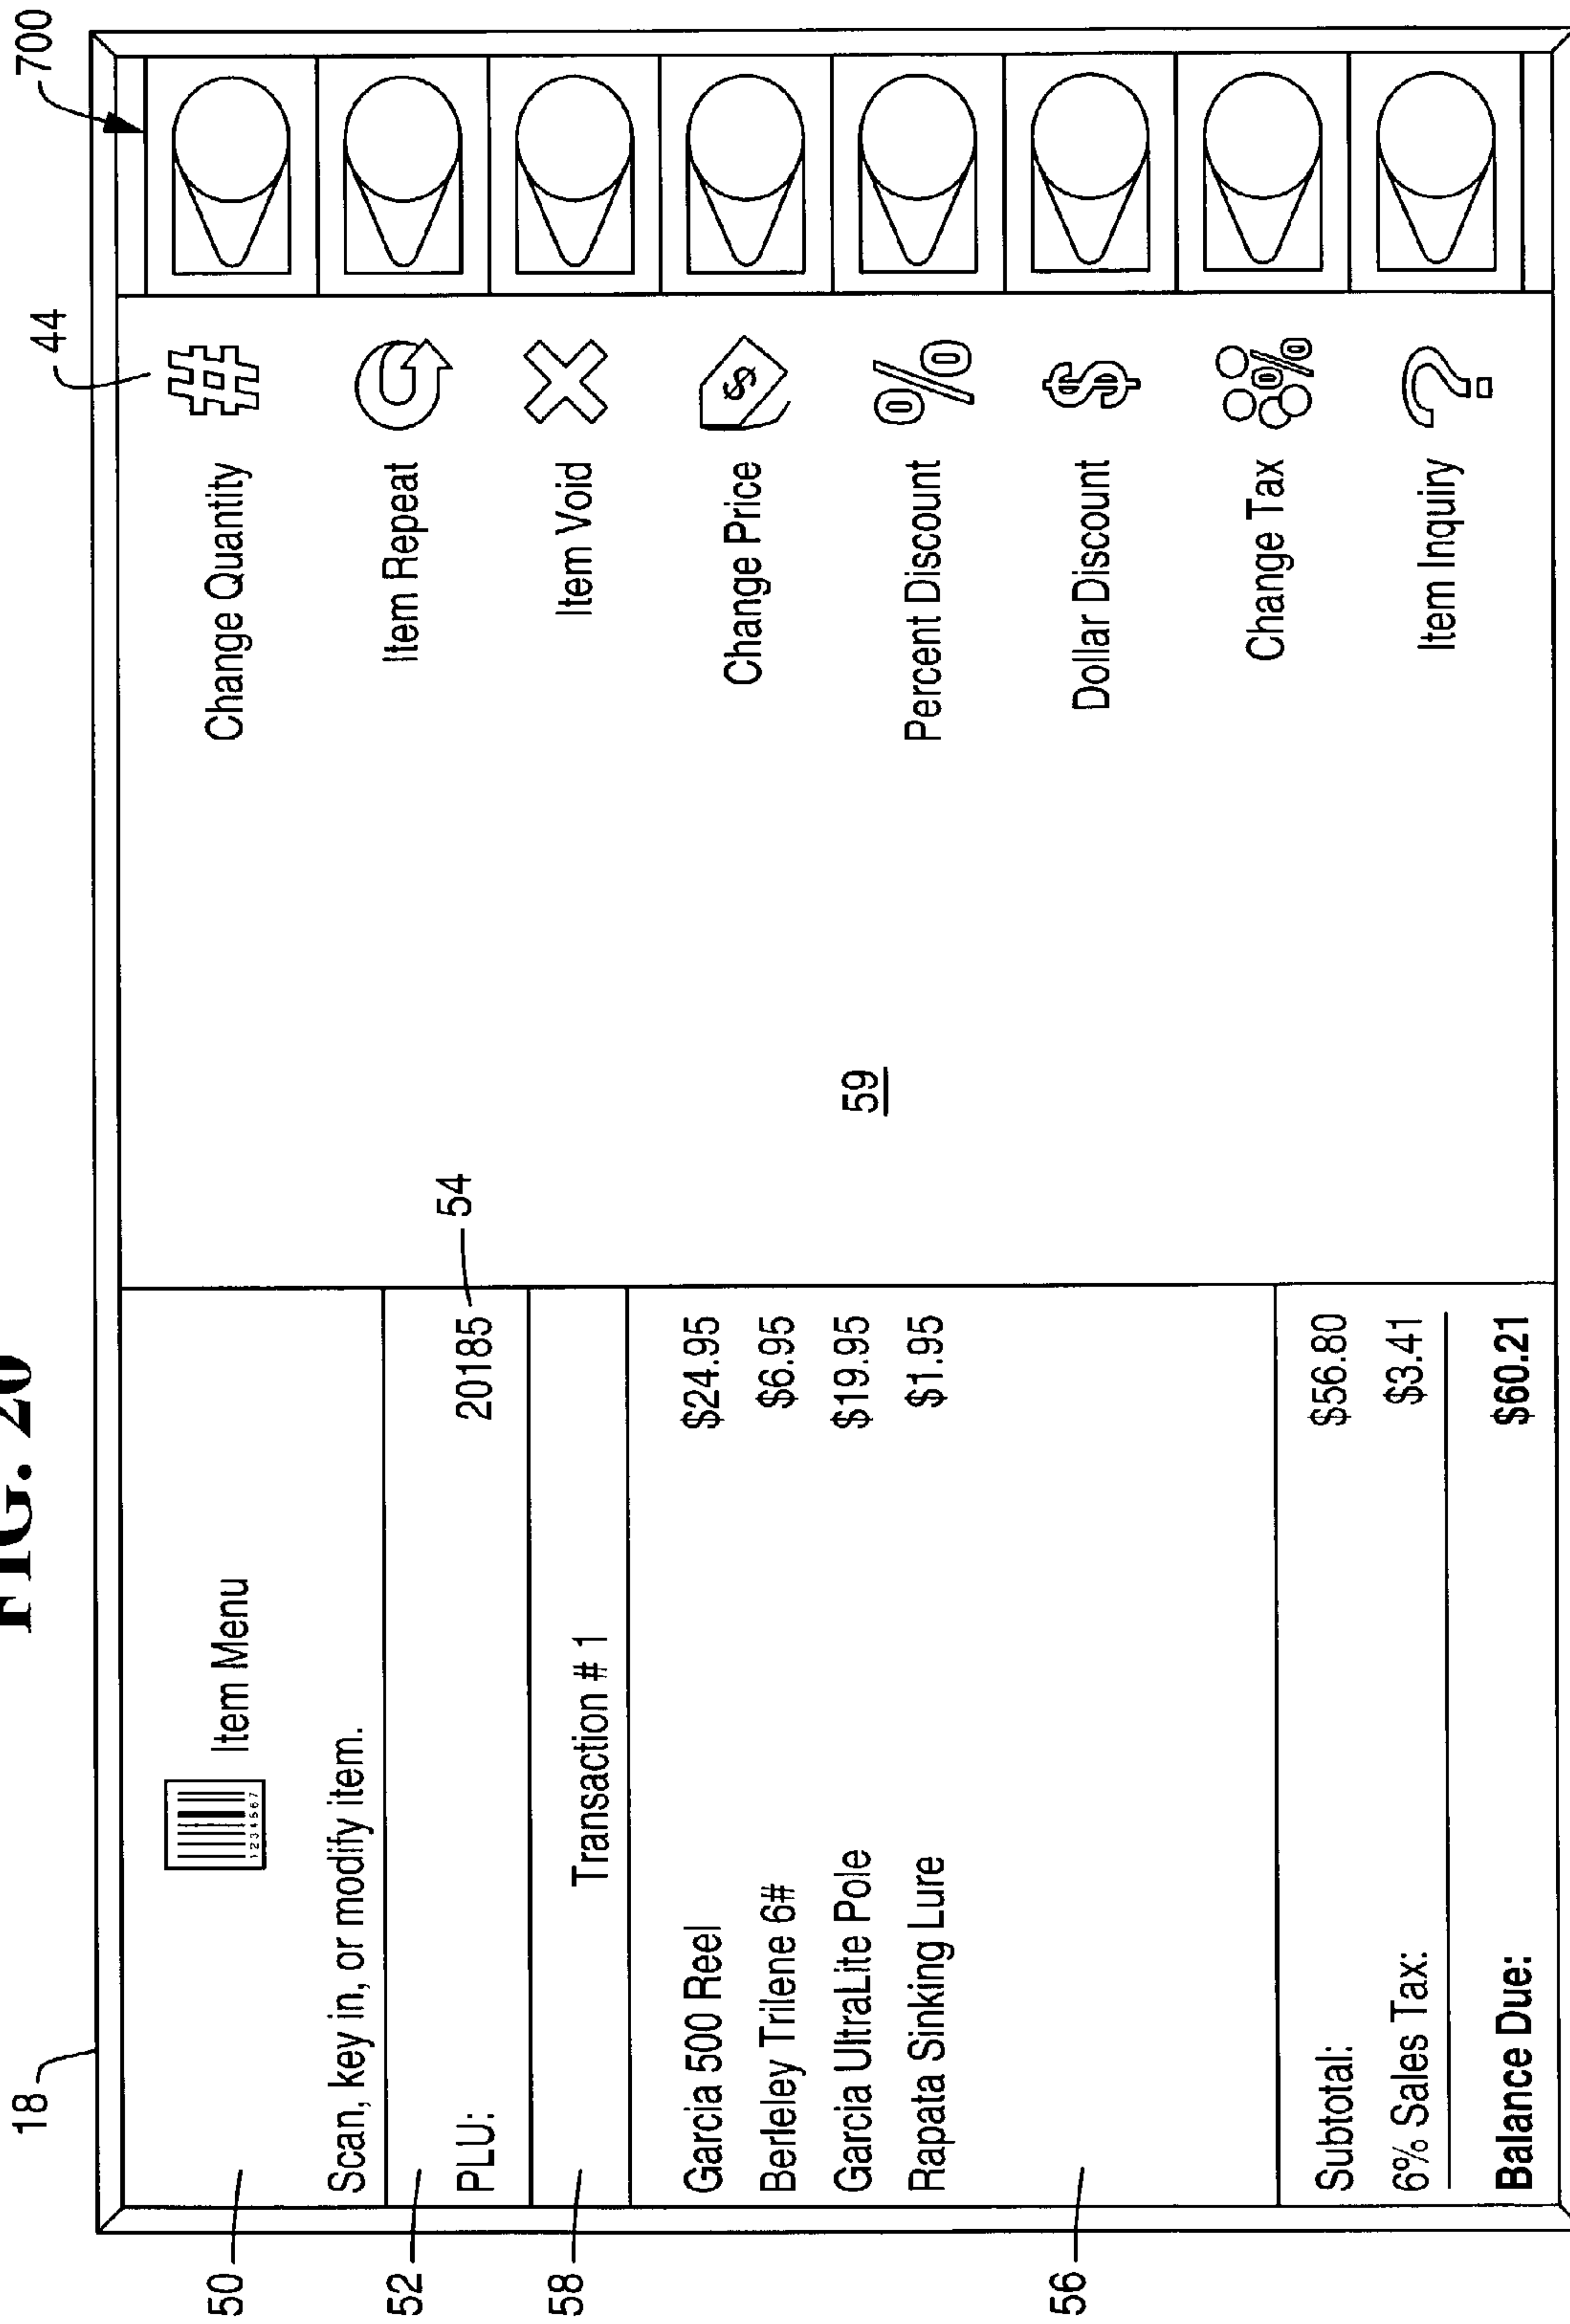 FIG. 20
18
700
44
50
Item Menu
1234567
Scan, key in, or modify item.
52
PLU: 20185
54
58
Transaction # 1
Garcia 500 Reel $24.95
Berleley Trilene 6# $6.95
Garcia UltraLite Pole $19.95
Rapata Sinking Lure $1.95
56
Subtotal: $56.80
6% Sales Tax: $3.41
Balance Due: $60.21
59
Change Quantity #
Item Repeat
Item Void
Change Price $
Percent Discount %
Dollar Discount $
Change Tax %
Item Inquiry ?